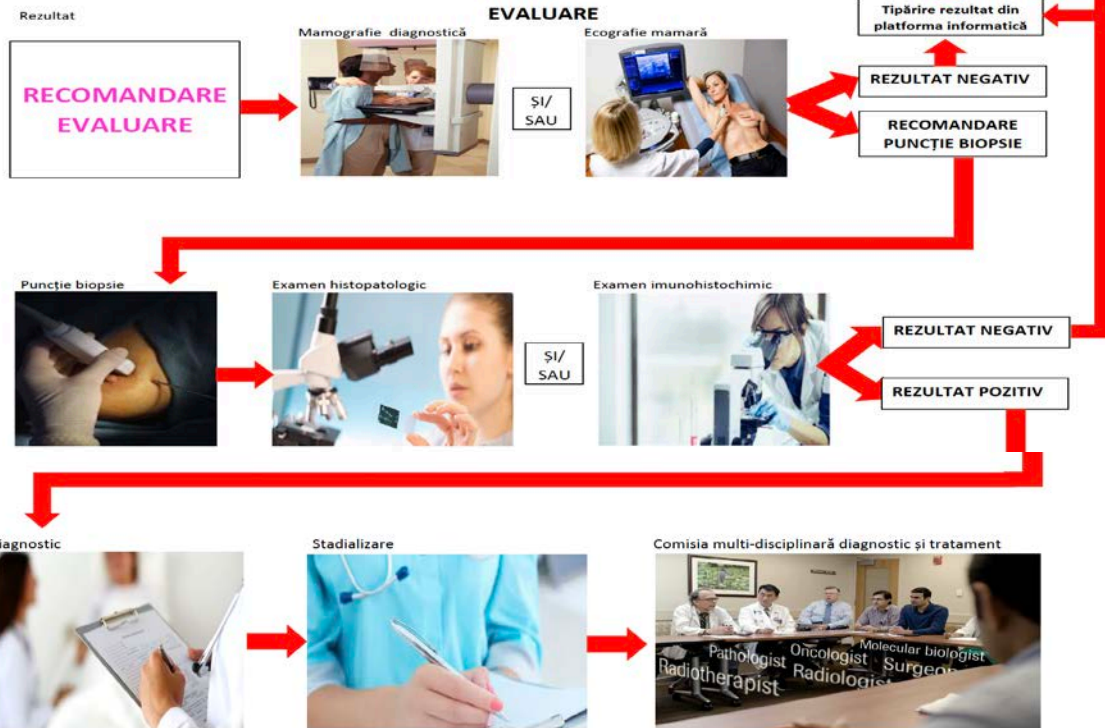 Rezultat
EVALUARE
Tipărire rezultat din
platforma informatică
Mamografie diagnostică
Ecografie mamară
RECOMANDARE
EVALUARE
ȘI/
SAU
REZULTAT NEGATIV
RECOMANDARE
PUNCȚIE BIOPSIE
Puncție biopsie
Examen histopatologic
Examen imunohistochimic
ȘI/
SAU
REZULTAT NEGATIV
REZULTAT POZITIV
iagnostic
Stadializare
Comisia multi-disciplinară diagnostic și tratament
Pathologist
Oncologist
Molecular biologist
Radiotherapist
Radiologist
Surgeo